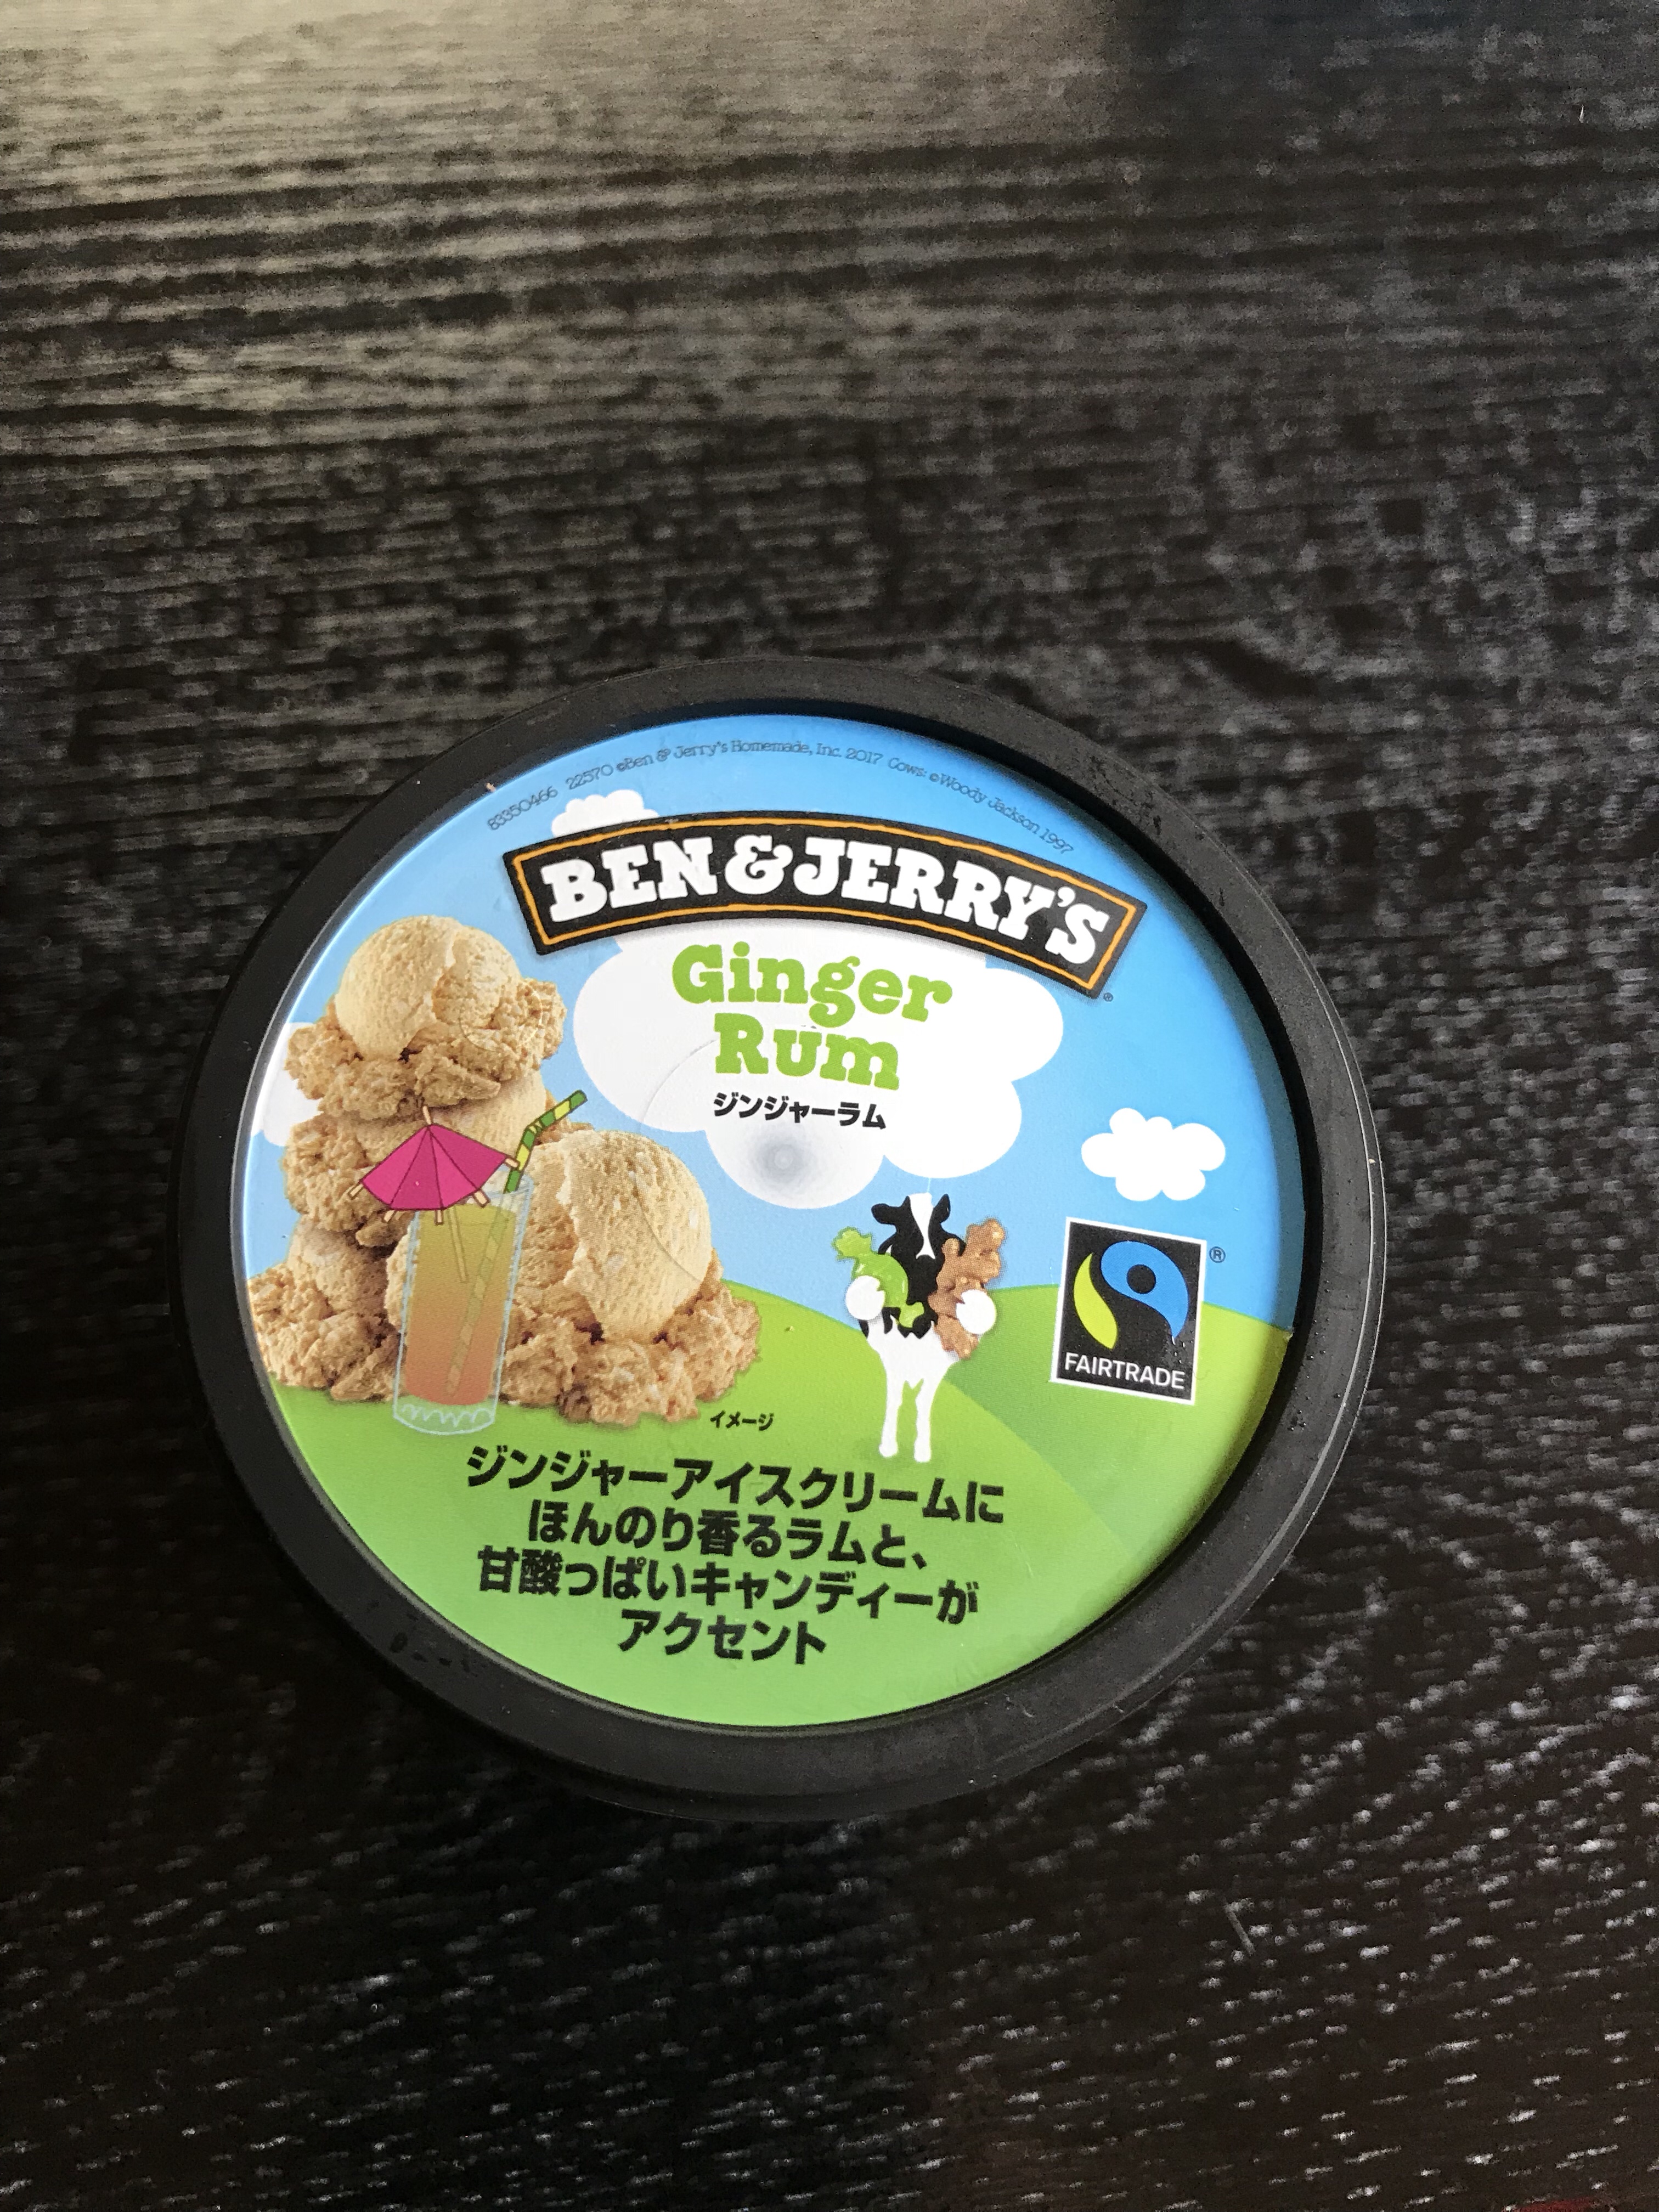 83350466 22570 ©Ben & Jerry's Homemade, Inc. 2017 Cows: ©Woody Jackson 1997
BEN & JERRY'S®
Ginger
Rum
ジンジャーラム
FAIRTRADE
®
イメージ
ジンジャーアイスクリームに
ほんのり香るラムと、
甘酸っぱいキャンディーが
アクセント